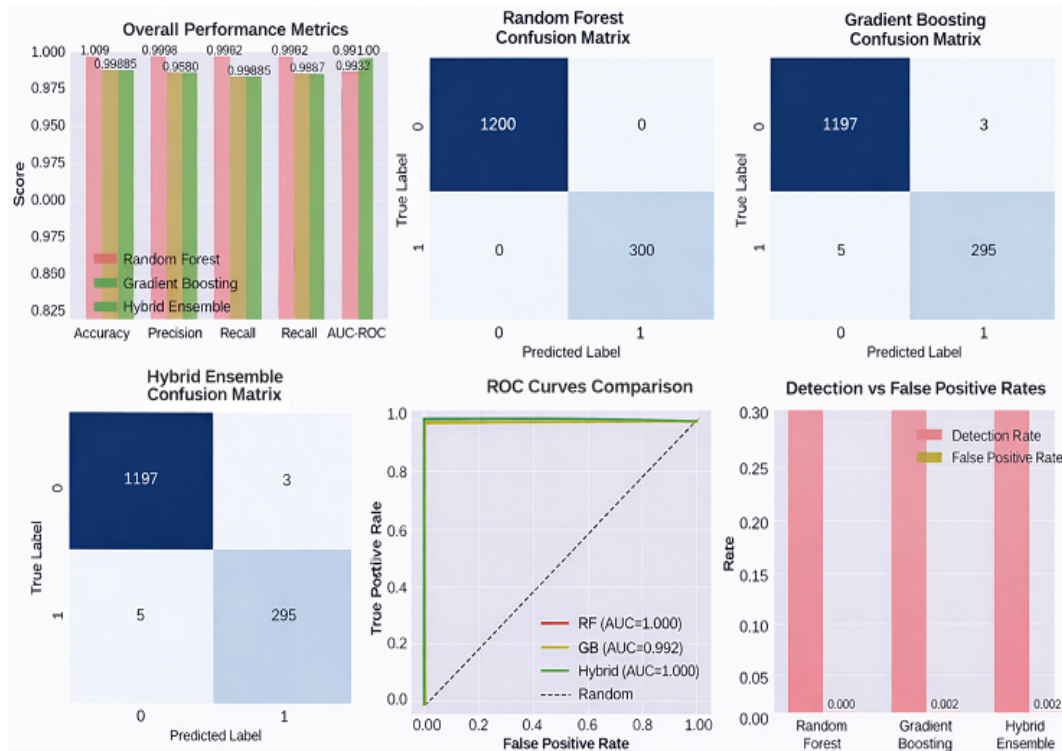 Overall Performance Metrics
1.000
0.975
0.950
0.975
0.000
0.975
0.850
0.825
Score
1.009
0.99885
0.9998
0.9580
0.9982
0.99885
0.9982
0.9887
0.99100
0.9932
Random Forest
Gradient Boosting
Hybrid Ensemble
Accuracy
Precision
Recall
Recall
AUC-ROC
Random Forest
Confusion Matrix
True Label
0
1
1200
0
0
300
0
1
Predicted Label
Gradient Boosting
Confusion Matrix
True Label
0
1
1197
3
5
295
0
1
Predicted Label
Hybrid Ensemble
Confusion Matrix
True Label
0
1
1197
3
5
295
0
1
Predicted Label
ROC Curves Comparison
1.0
0.8
0.6
0.4
0.2
0.0
True Positive Rate
RF (AUC=1.000)
GB (AUC=0.992)
Hybrid (AUC=1.000)
Random
0.00
0.2
0.4
0.6
0.8
1.00
False Positive Rate
Detection vs False Positive Rates
0.30
0.25
0.20
0.15
0.10
0.05
0.00
Rate
Detection Rate
False Positive Rate
0.000
0.002
0.002
Random
Forest
Gradient
Boosting
Hybrid
Ensemble